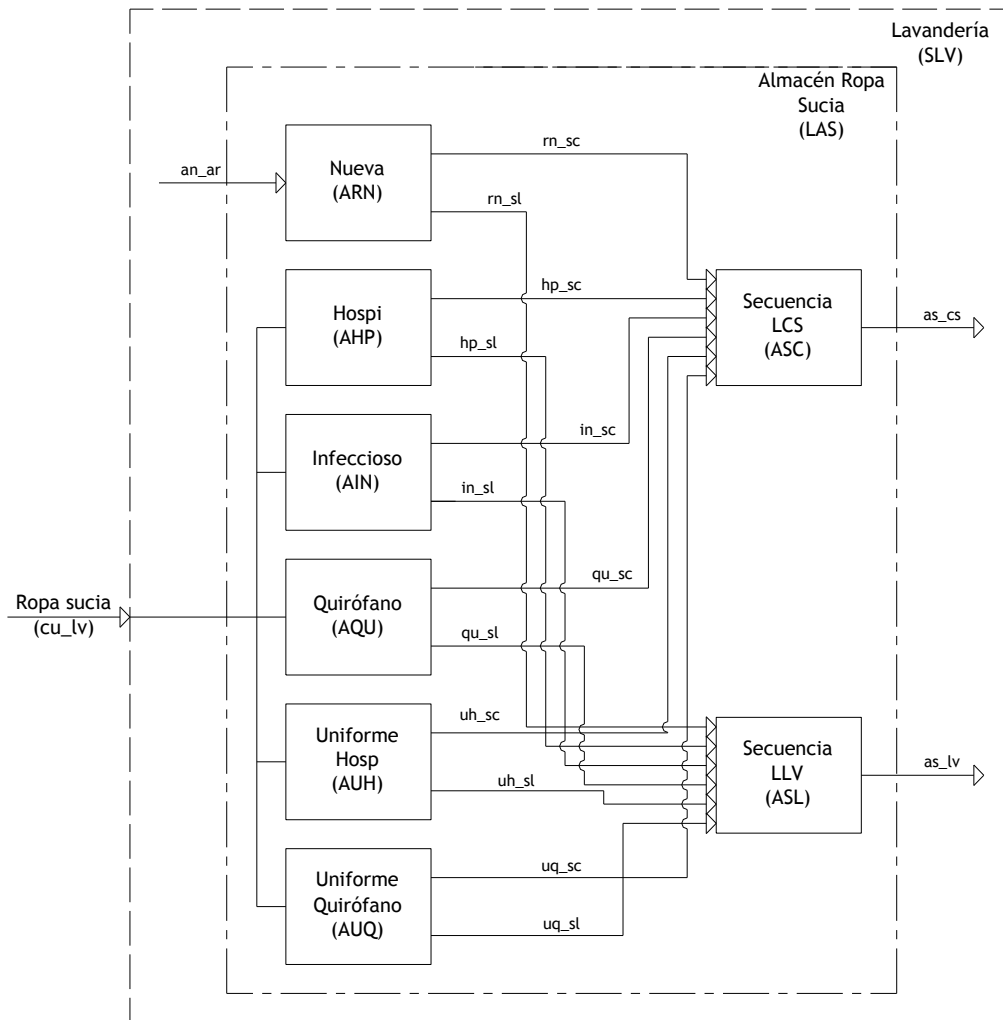 Lavandería
(SLV)
Almacén Ropa
Sucia
(LAS)
an_ar
Nueva
(ARN)
rn_sc
rn_sl
Hospi
(AHP)
hp_sc
hp_sl
Secuencia
LCS
(ASC)
as_cs
Infeccioso
(AIN)
in_sc
in_sl
Ropa sucia
(cu_lv)
Quirófano
(AQU)
qu_sc
qu_sl
Uniforme
Hosp
(AUH)
uh_sc
uh_sl
Secuencia
LLV
(ASL)
as_lv
Uniforme
Quirófano
(AUQ)
uq_sc
uq_sl